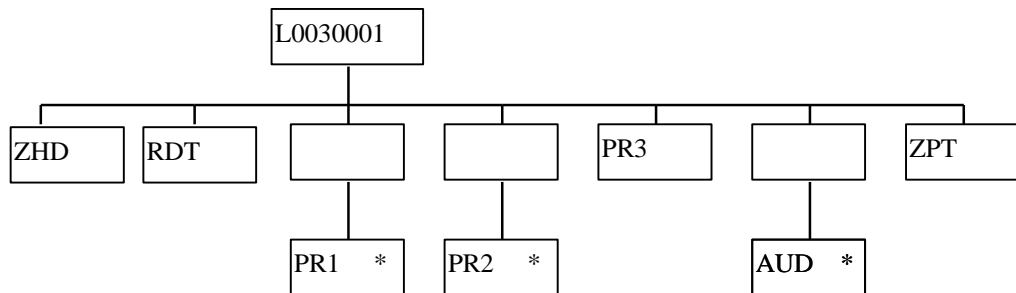 L0030001
ZHD
RDT
PR3
ZPT
PR1 *
PR2 *
AUD *